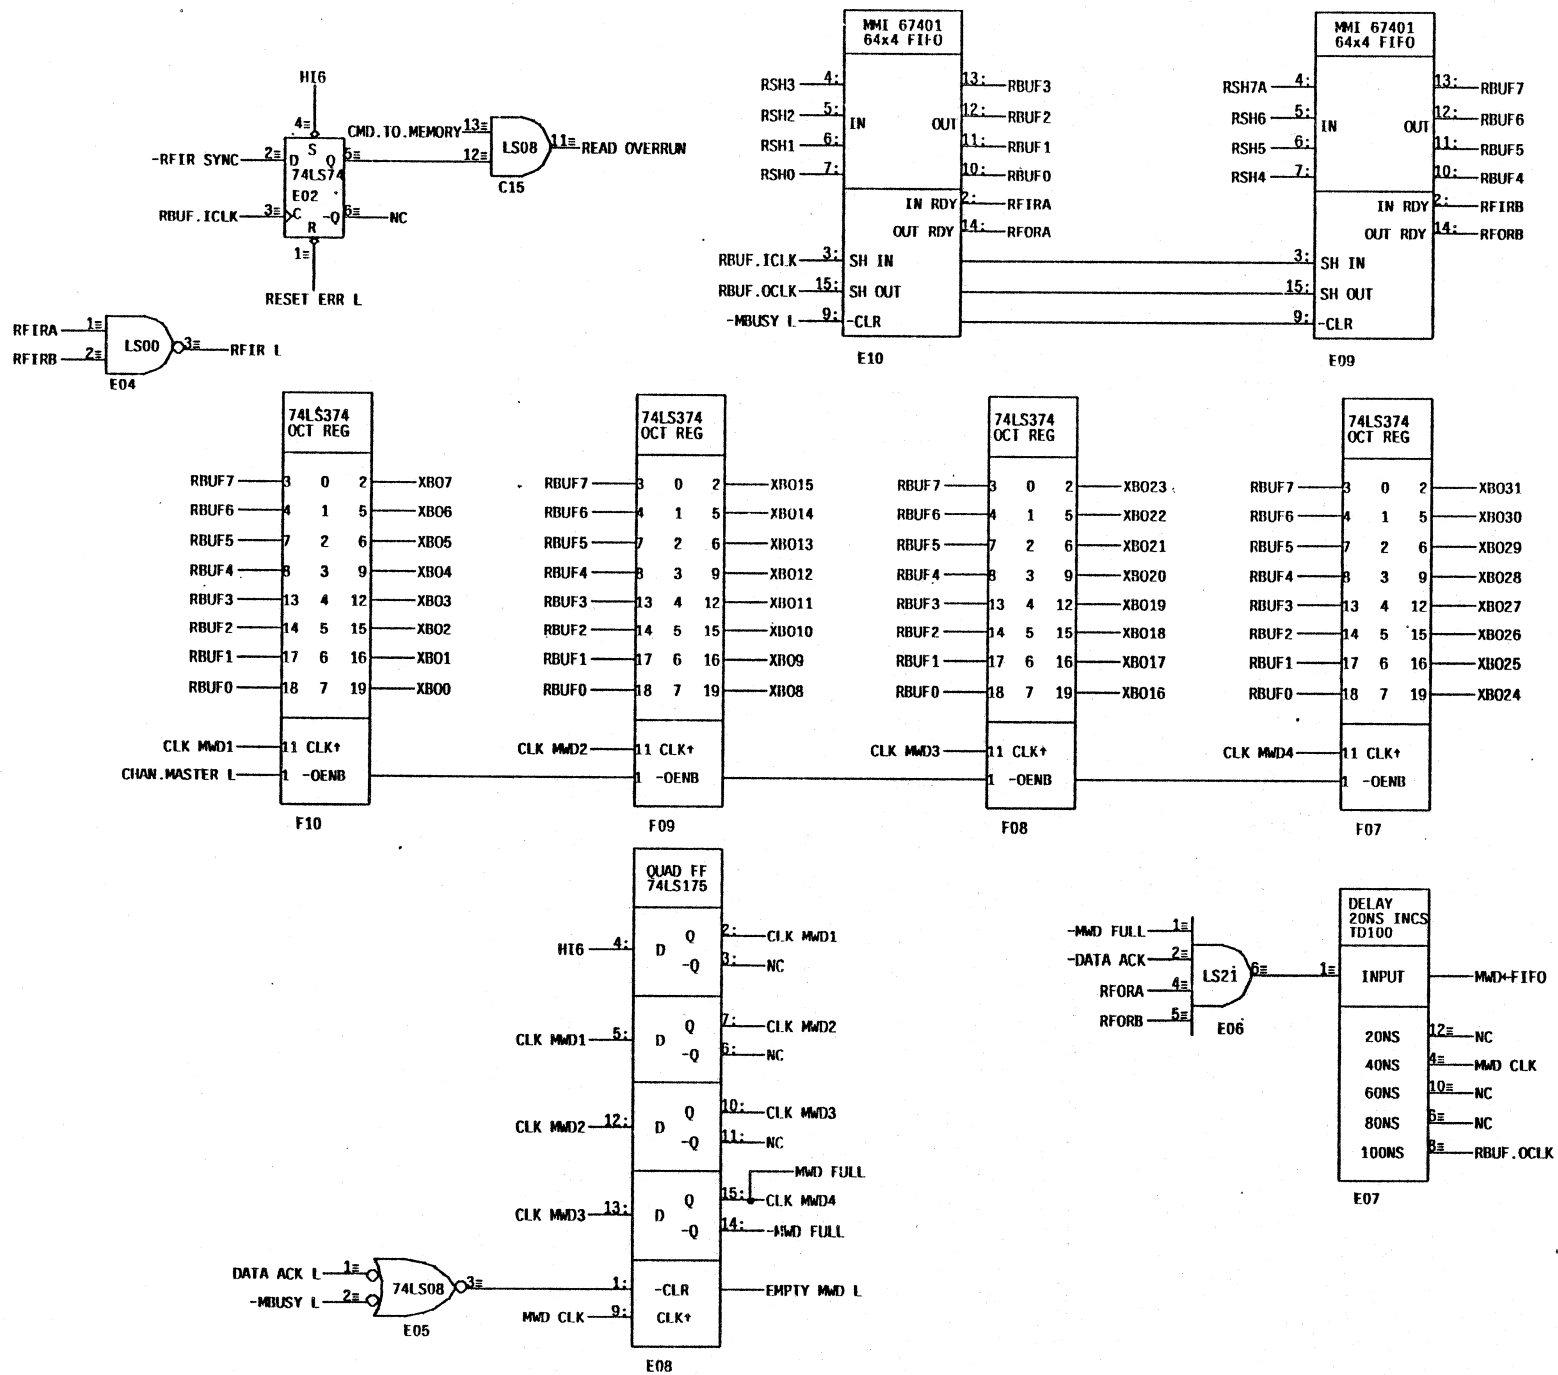 HI6
4≡
-RFIR SYNC 2≡ D S Q 5≡
74LS74
E02
RBUF.ICLK 3≡ C -Q 6≡ NC
R
1≡
RESET ERR L
CMD.TO.MEMORY 13≡
12≡ LS08 11≡ READ OVERRUN
C15
RFIRA 1≡
RFIRB 2≡ LS00 3≡ RFIR L
E04
MMI 67401
64x4 FIFO
RSH3 4: 13: RBUF3
RSH2 5: IN OUT 12: RBUF2
RSH1 6: 11: RBUF1
RSH0 7: 10: RBUF0
IN RDY 2: RFIRA
OUT RDY 14: RFORA
RBUF.ICLK 3: SH IN
RBUF.OCLK 15: SH OUT
-MBUSY L 9: -CLR
E10
MMI 67401
64x4 FIFO
RSH7A 4: 13: RBUF7
RSH6 5: IN OUT 12: RBUF6
RSH5 6: 11: RBUF5
RSH4 7: 10: RBUF4
IN RDY 2: RFIRB
OUT RDY 14: RFORB
3: SH IN
15: SH OUT
9: -CLR
E09
74LS374
OCT REG
RBUF7 3 0 2 XBO7
RBUF6 4 1 5 XBO6
RBUF5 7 2 6 XBO5
RBUF4 8 3 9 XBO4
RBUF3 13 4 12 XBO3
RBUF2 14 5 15 XBO2
RBUF1 17 6 16 XBO1
RBUF0 18 7 19 XBO0
CLK MWD1 11 CLK↑
CHAN.MASTER L 1 -OENB
F10
74LS374
OCT REG
RBUF7 3 0 2 XBO15
RBUF6 4 1 5 XBO14
RBUF5 7 2 6 XBO13
RBUF4 8 3 9 XBO12
RBUF3 13 4 12 XBO11
RBUF2 14 5 15 XBO10
RBUF1 17 6 16 XBO9
RBUF0 18 7 19 XBO8
CLK MWD2 11 CLK↑
1 -OENB
F09
74LS374
OCT REG
RBUF7 3 0 2 XBO23
RBUF6 4 1 5 XBO22
RBUF5 7 2 6 XBO21
RBUF4 8 3 9 XBO20
RBUF3 13 4 12 XBO19
RBUF2 14 5 15 XBO18
RBUF1 17 6 16 XBO17
RBUF0 18 7 19 XBO16
CLK MWD3 11 CLK↑
1 -OENB
F08
74LS374
OCT REG
RBUF7 3 0 2 XBO31
RBUF6 4 1 5 XBO30
RBUF5 7 2 6 XBO29
RBUF4 8 3 9 XBO28
RBUF3 13 4 12 XBO27
RBUF2 14 5 15 XBO26
RBUF1 17 6 16 XBO25
RBUF0 18 7 19 XBO24
CLK MWD4 11 CLK↑
1 -OENB
F07
QUAD FF
74LS175
HI6 4: D Q 2: CLK MWD1
-Q 3: NC
CLK MWD1 5: D Q 7: CLK MWD2
-Q 6: NC
CLK MWD2 12: D Q 10: CLK MWD3
-Q 11: NC
MWD FULL
CLK MWD3 13: D Q 15: CLK MWD4
-Q 14: -MWD FULL
DATA ACK L 1≡
-MBUSY L 2≡ 74LS08 3≡
E05
1: -CLR EMPTY MWD L
MWD CLK 9: CLK↑
E08
-MWD FULL 1≡
-DATA ACK 2≡
RFORA 4≡
RFORB 5≡
LS21 6≡
E06
DELAY
20NS INCS
TD100
1≡ INPUT MWD←FIFO
20NS 12≡ NC
40NS 4≡ MWD CLK
60NS 10≡ NC
80NS 6≡ NC
100NS 8≡ RBUF.OCLK
E07